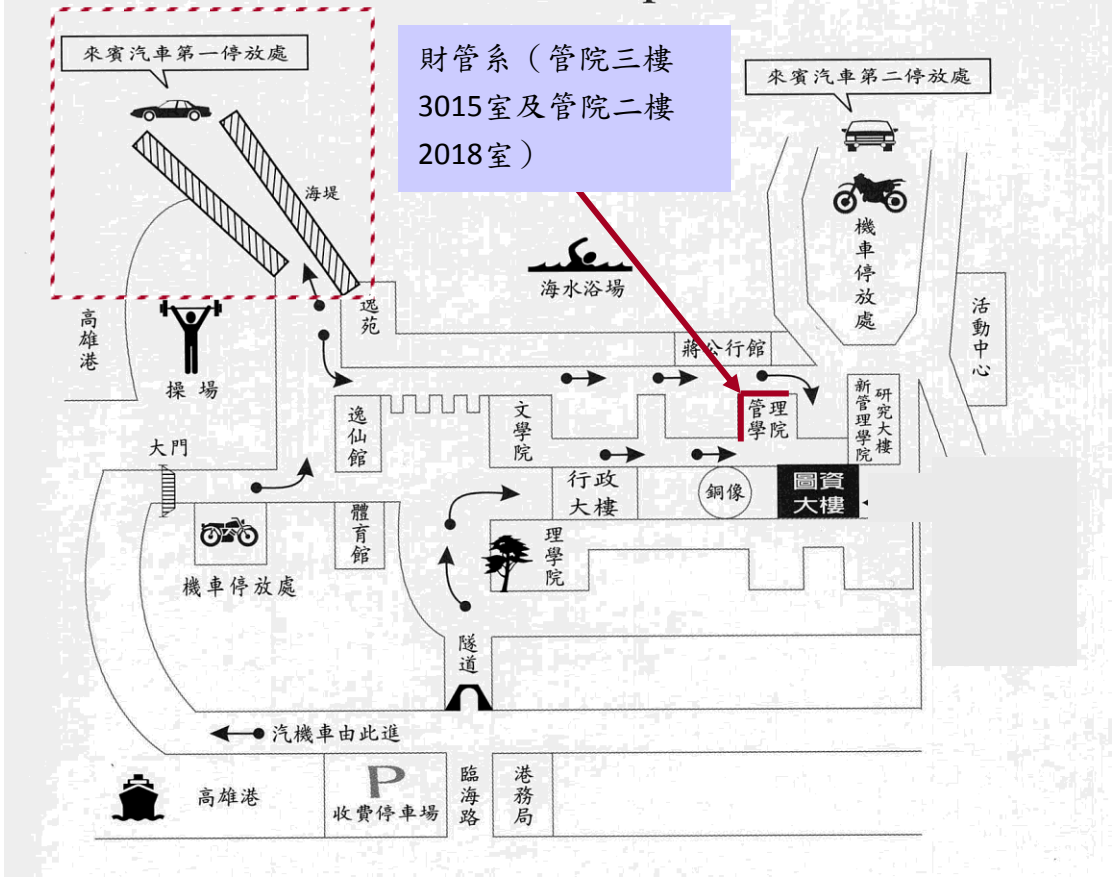 來賓汽車第一停放處
財管系（管院三樓
3015室及管院二樓
2018室）
來賓汽車第二停放處
海堤
機車停放處
海水浴場
高雄港
逸苑
活動中心
蔣公行館
操場
逸仙館
文學院
管理
學院
新管理學院
研究大樓
大門
行政
大樓
銅像
圖資
大樓
體育館
理學院
機車停放處
隧道
汽機車由此進
高雄港
P
收費停車場
臨海路
港務局